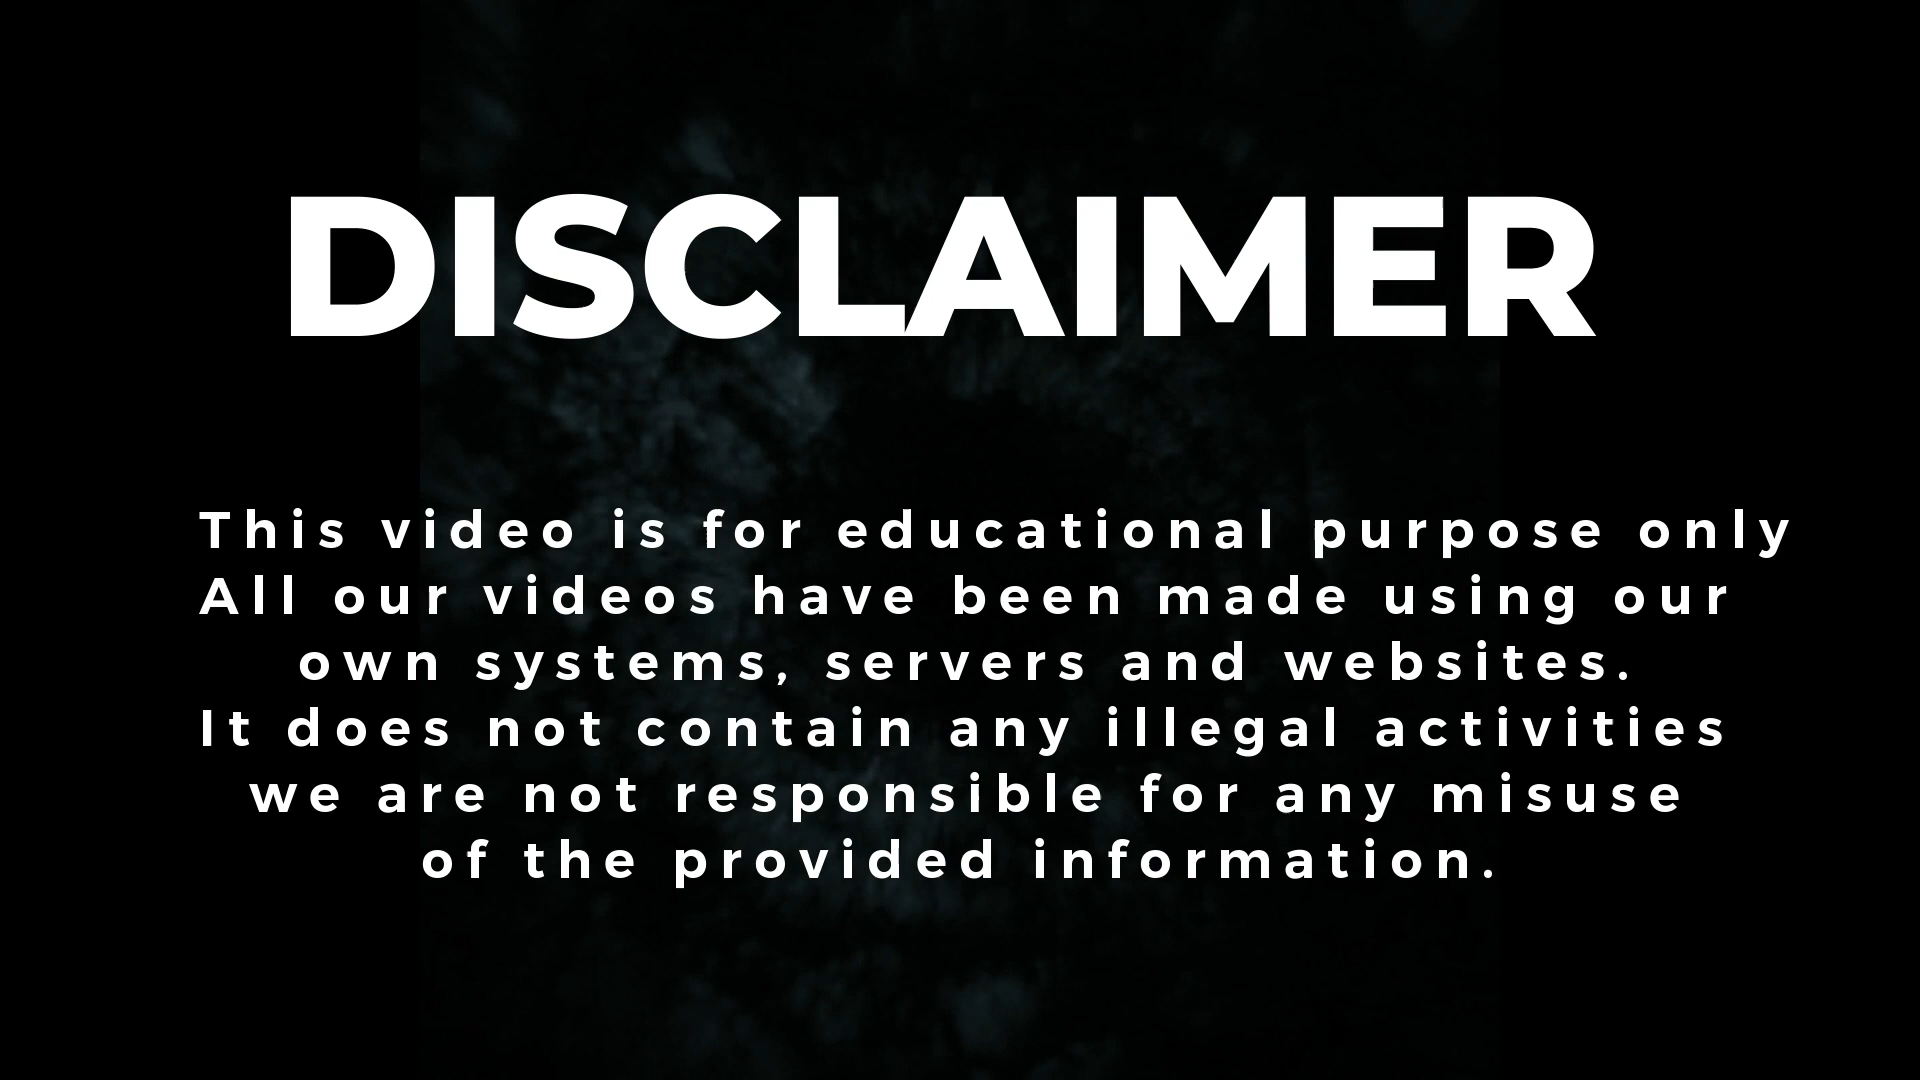 DISCLAIMER
This video is for educational purpose only
All our videos have been made using our
own systems, servers and websites.
It does not contain any illegal activities
we are not responsible for any misuse
of the provided information.